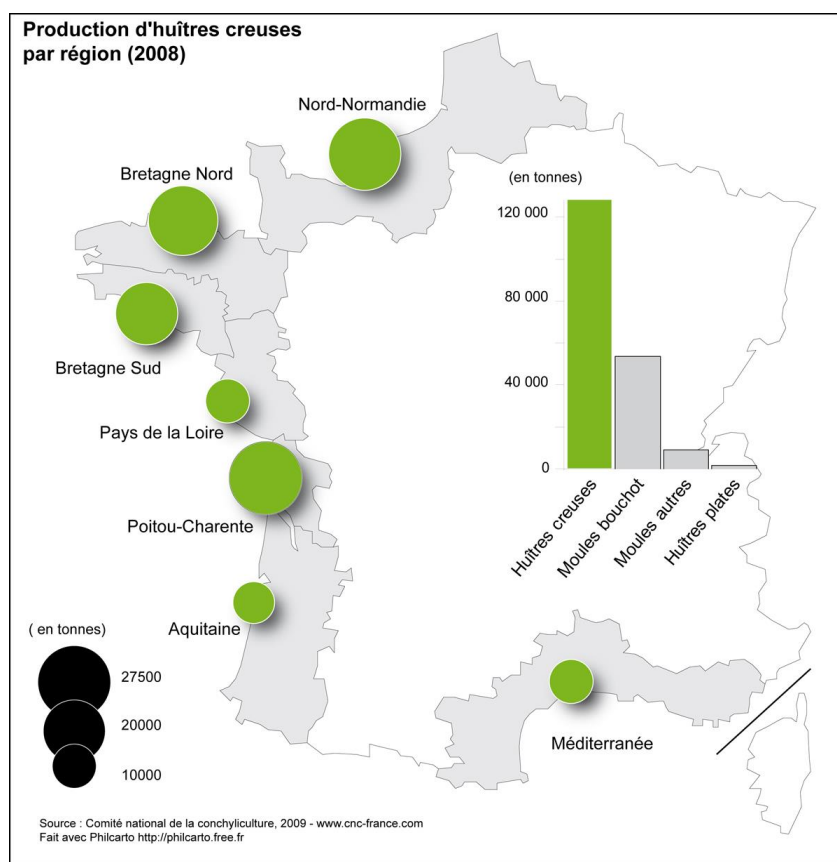 Production d'huîtres creuses
par région (2008)
Nord-Normandie
Bretagne Nord
(en tonnes)
120 000
80 000
40 000
0
Huîtres creuses
Moules bouchot
Moules autres
Huîtres plates
Bretagne Sud
Pays de la Loire
Poitou-Charente
Aquitaine
Méditerranée
( en tonnes)
27500
20000
10000
Source : Comité national de la conchyliculture, 2009 - www.cnc-france.com
Fait avec Philcarto http://philcarto.free.fr